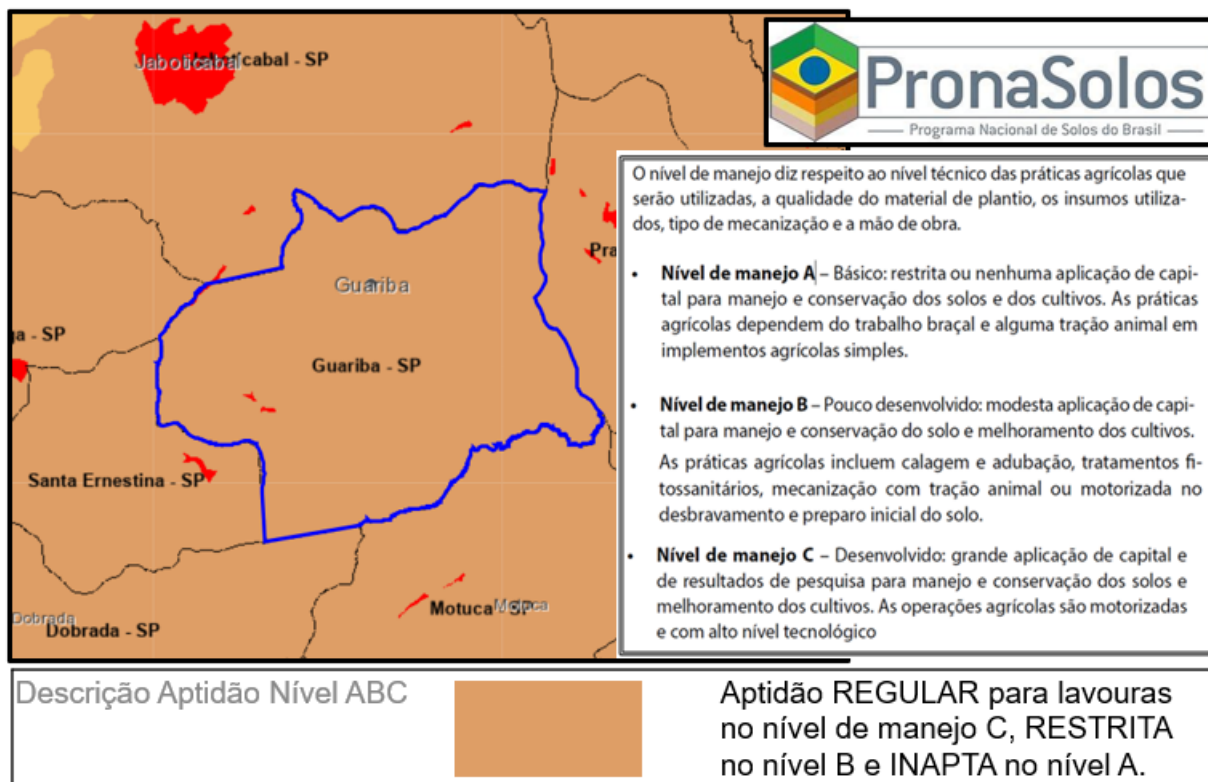 Jaboticabal
Jaboticabal - SP
PronaSolos
Programa Nacional de Solos do Brasil
O nível de manejo diz respeito ao nível técnico das práticas agrícolas que
serão utilizadas, a qualidade do material de plantio, os insumos utiliza-
dos, tipo de mecanização e a mão de obra.
• Nível de manejo A – Básico: restrita ou nenhuma aplicação de capi-
tal para manejo e conservação dos solos e dos cultivos. As práticas
agrícolas dependem do trabalho braçal e alguma tração animal em
implementos agrícolas simples.
• Nível de manejo B – Pouco desenvolvido: modesta aplicação de capi-
tal para manejo e conservação do solo e melhoramento dos cultivos.
As práticas agrícolas incluem calagem e adubação, tratamentos fi-
tossanitários, mecanização com tração animal ou motorizada no
desbravamento e preparo inicial do solo.
• Nível de manejo C – Desenvolvido: grande aplicação de capital e
de resultados de pesquisa para manejo e conservação dos solos e
melhoramento dos cultivos. As operações agrícolas são motorizadas
e com alto nível tecnológico
Pra
Guariba
ga - SP
Guariba - SP
Santa Ernestina - SP
Dobrada
Dobrada - SP
Motuca - SP
Motuca
Descrição Aptidão Nível ABC
Aptidão REGULAR para lavouras
no nível de manejo C, RESTRITA
no nível B e INAPTA no nível A.